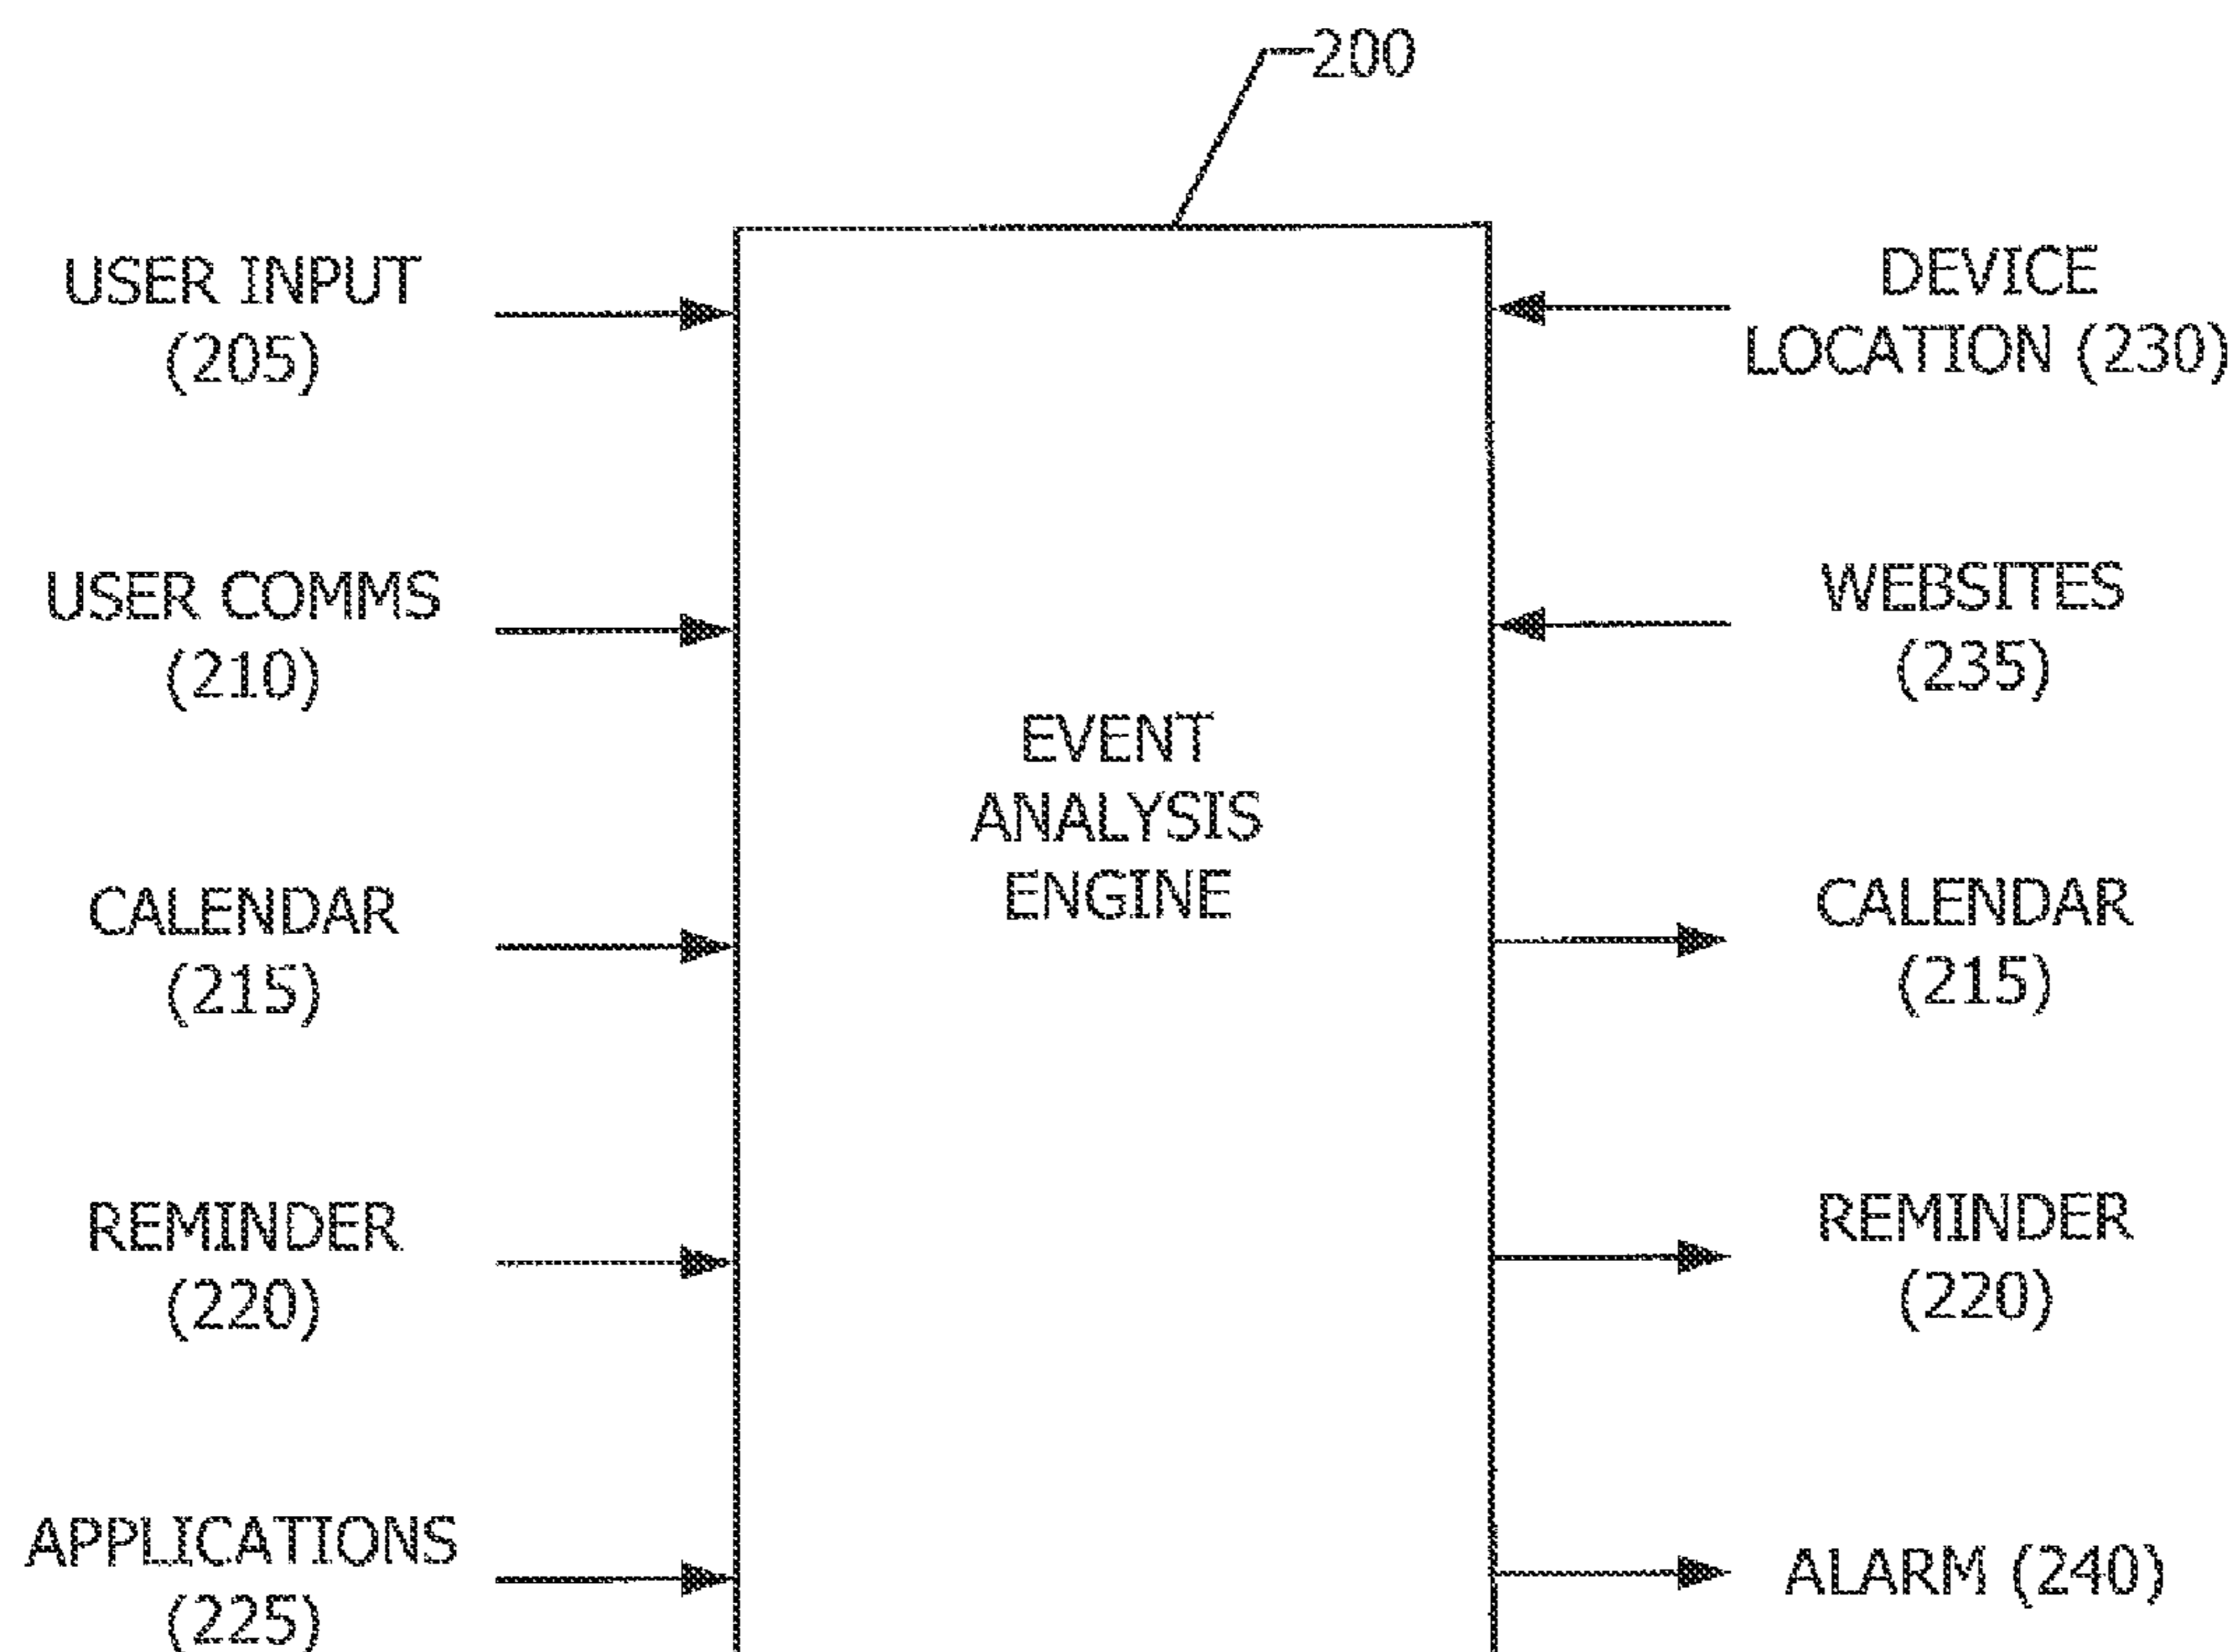 200
USER INPUT
(205)
USER COMMS
(210)
CALENDAR
(215)
REMINDER
(220)
APPLICATIONS
(225)
EVENT
ANALYSIS
ENGINE
DEVICE
LOCATION (230)
WEBSITES
(235)
CALENDAR
(215)
REMINDER
(220)
ALARM (240)